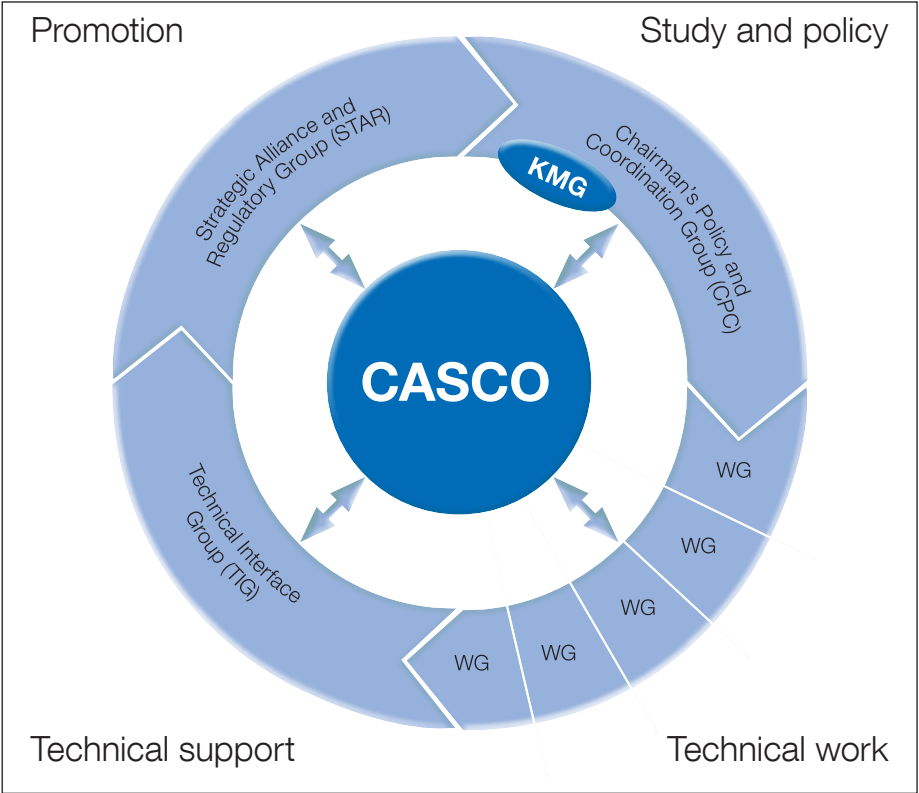 Promotion
Study and policy
Strategic Alliance and
Regulatory Group (STAR)
Chairman's Policy and
Coordination Group (CPC)
KMG
CASCO
WG
WG
WG
WG
WG
Technical Interface
Group (TIG)
Technical support
Technical work